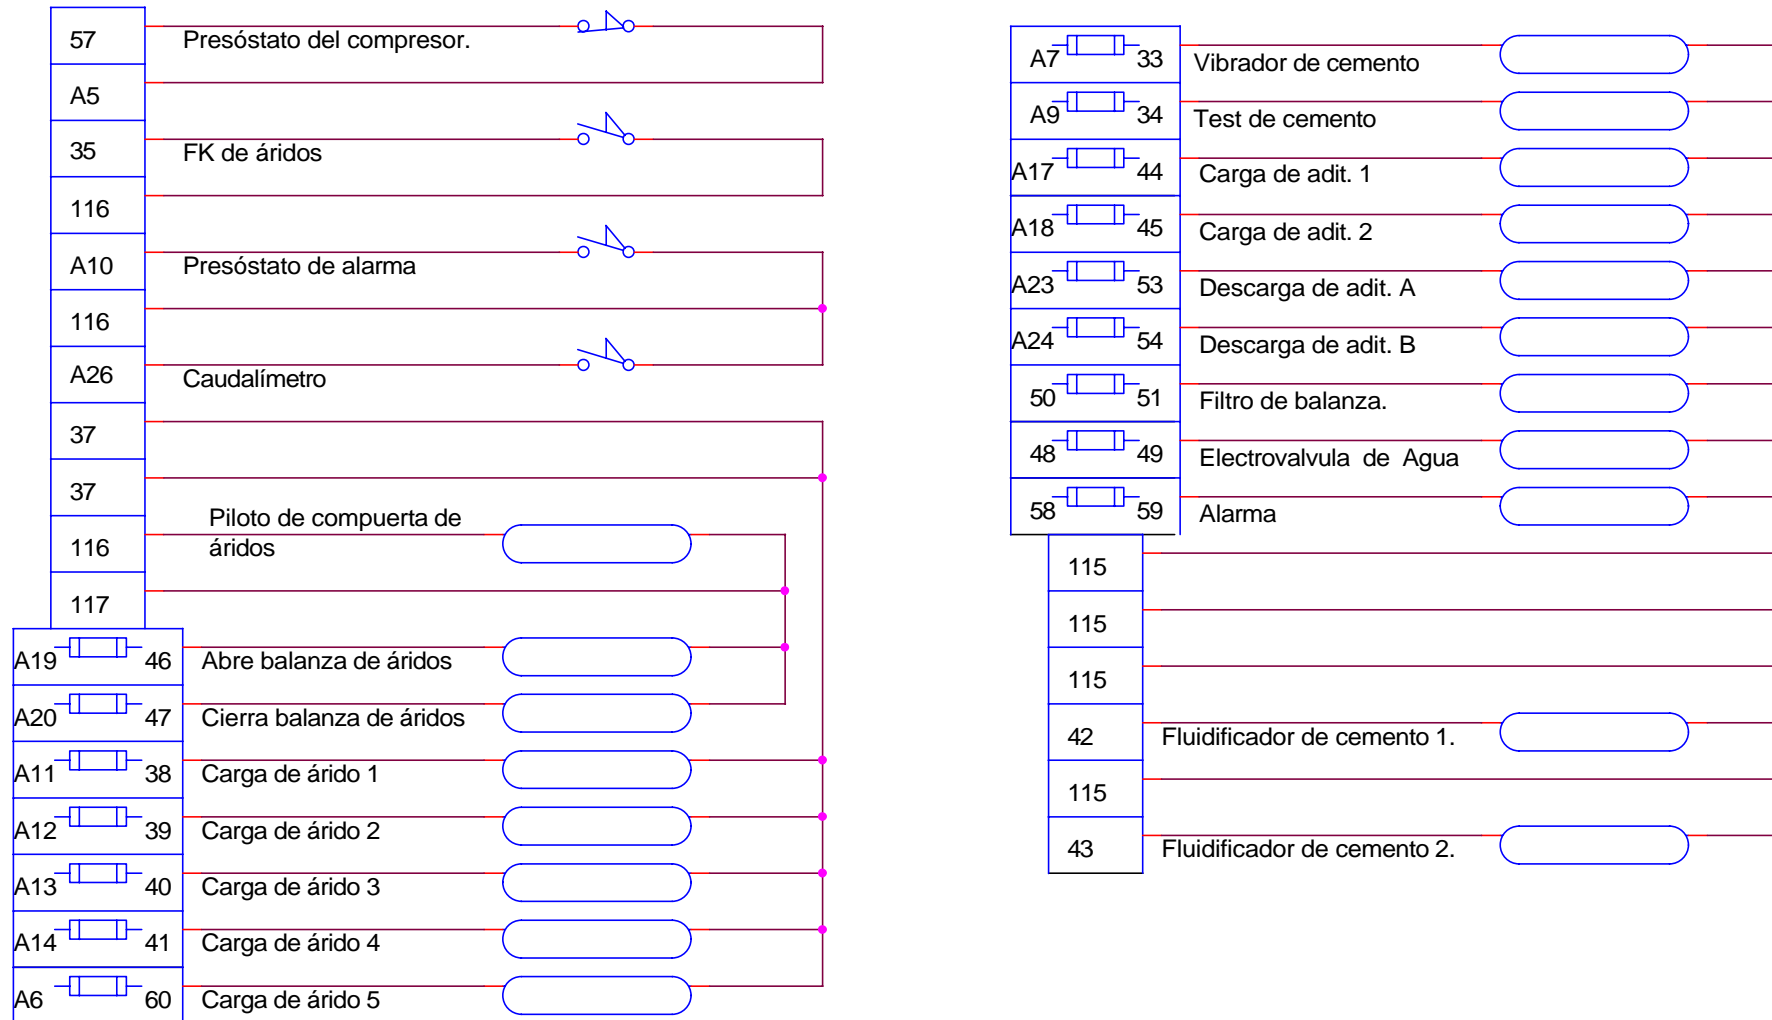 57 Presóstato del compresor.
A5
35 FK de áridos
116
A10 Presóstato de alarma
116
A26 Caudalímetro
37
37
Piloto de compuerta de
116 áridos
117
A19 46 Abre balanza de áridos
A20 47 Cierra balanza de áridos
A11 38 Carga de árido 1
A12 39 Carga de árido 2
A13 40 Carga de árido 3
A14 41 Carga de árido 4
A6 60 Carga de árido 5
A7 33 Vibrador de cemento
A9 34 Test de cemento
A17 44 Carga de adit. 1
A18 45 Carga de adit. 2
A23 53 Descarga de adit. A
A24 54 Descarga de adit. B
50 51 Filtro de balanza.
48 49 Electrovalvula de Agua
58 59 Alarma
115
115
115
42 Fluidificador de cemento 1.
115
43 Fluidificador de cemento 2.